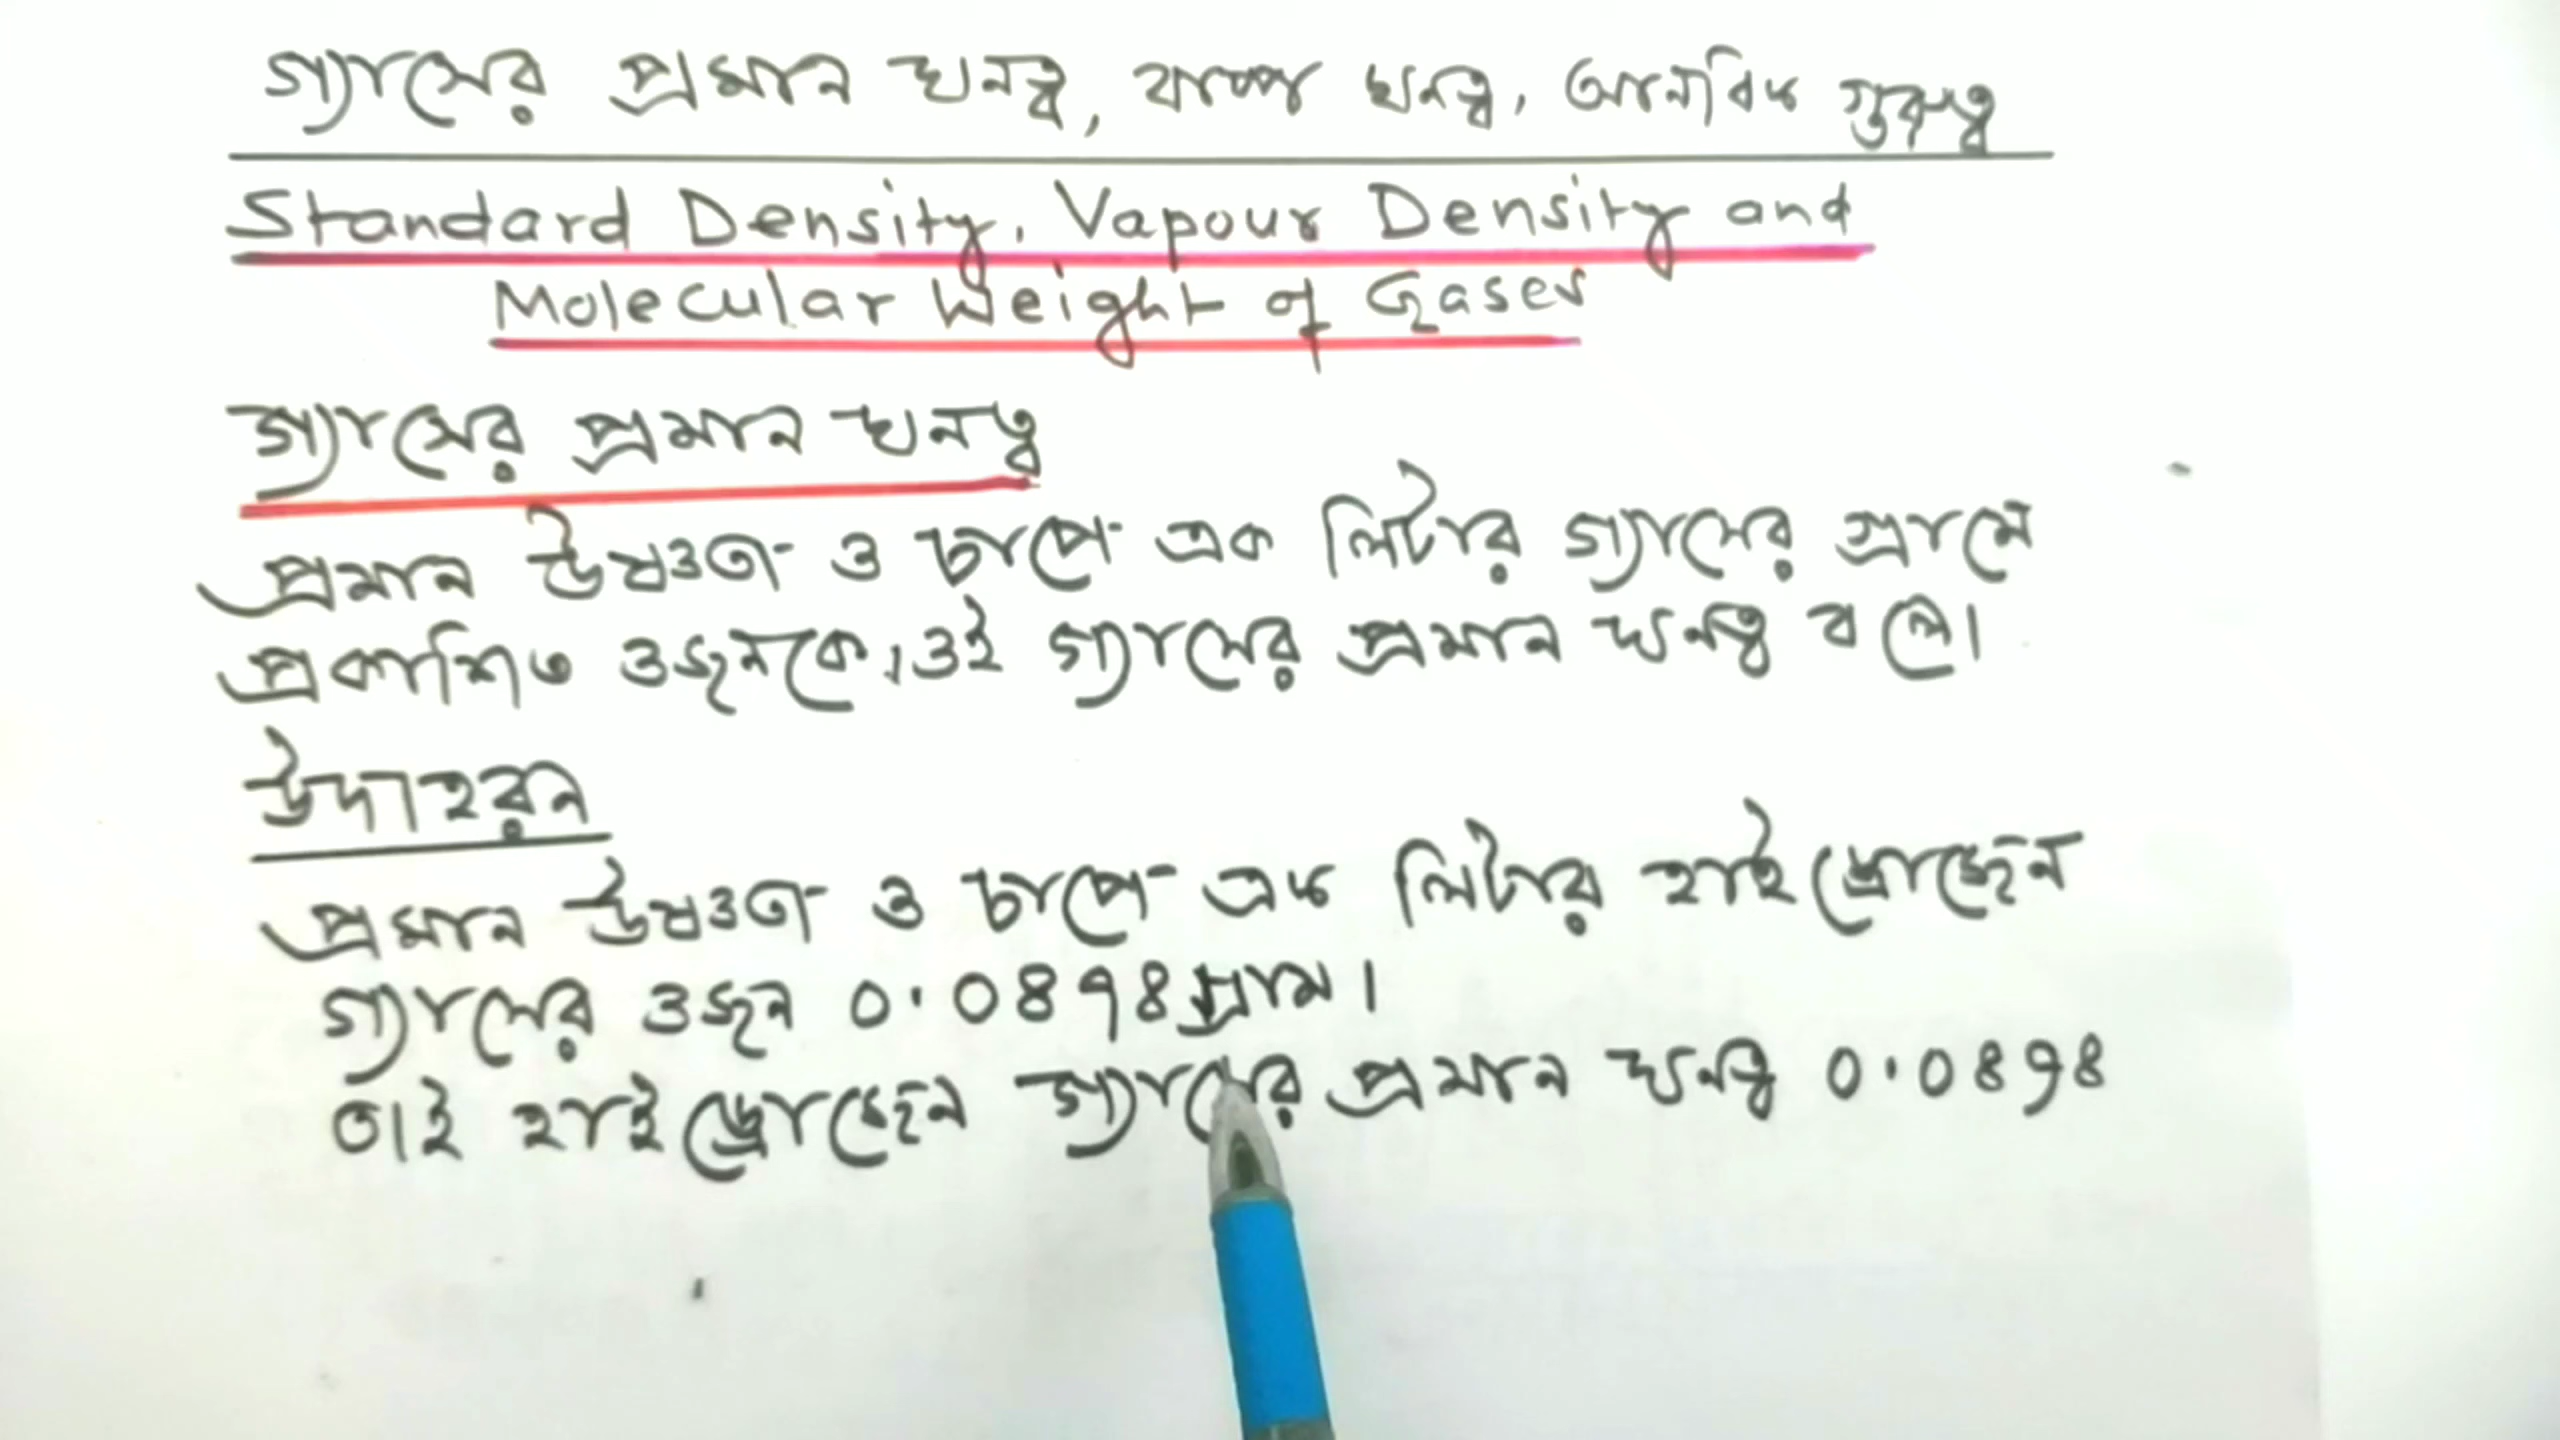 গ্যাসের প্রমান ঘনত্ব, বাষ্প ঘনত্ব, আনবিক গুরুত্ব
Standard Density, Vapour Density and
Molecular Weight of Gases
গ্যাসের প্রমান ঘনত্ব
প্রমান উষ্ণতা ও চাপে এক লিটার গ্যাসের গ্রামে
প্রকাশিত ওজনকে, ওই গ্যাসের প্রমান ঘনত্ব বলে।
উদাহরন
প্রমান উষ্ণতা ও চাপে এক লিটার হাইড্রোজেন
গ্যাসের ওজন 0.0898 গ্রাম।
তাই হাইড্রোজেন গ্যাসের প্রমান ঘনত্ব 0.0898